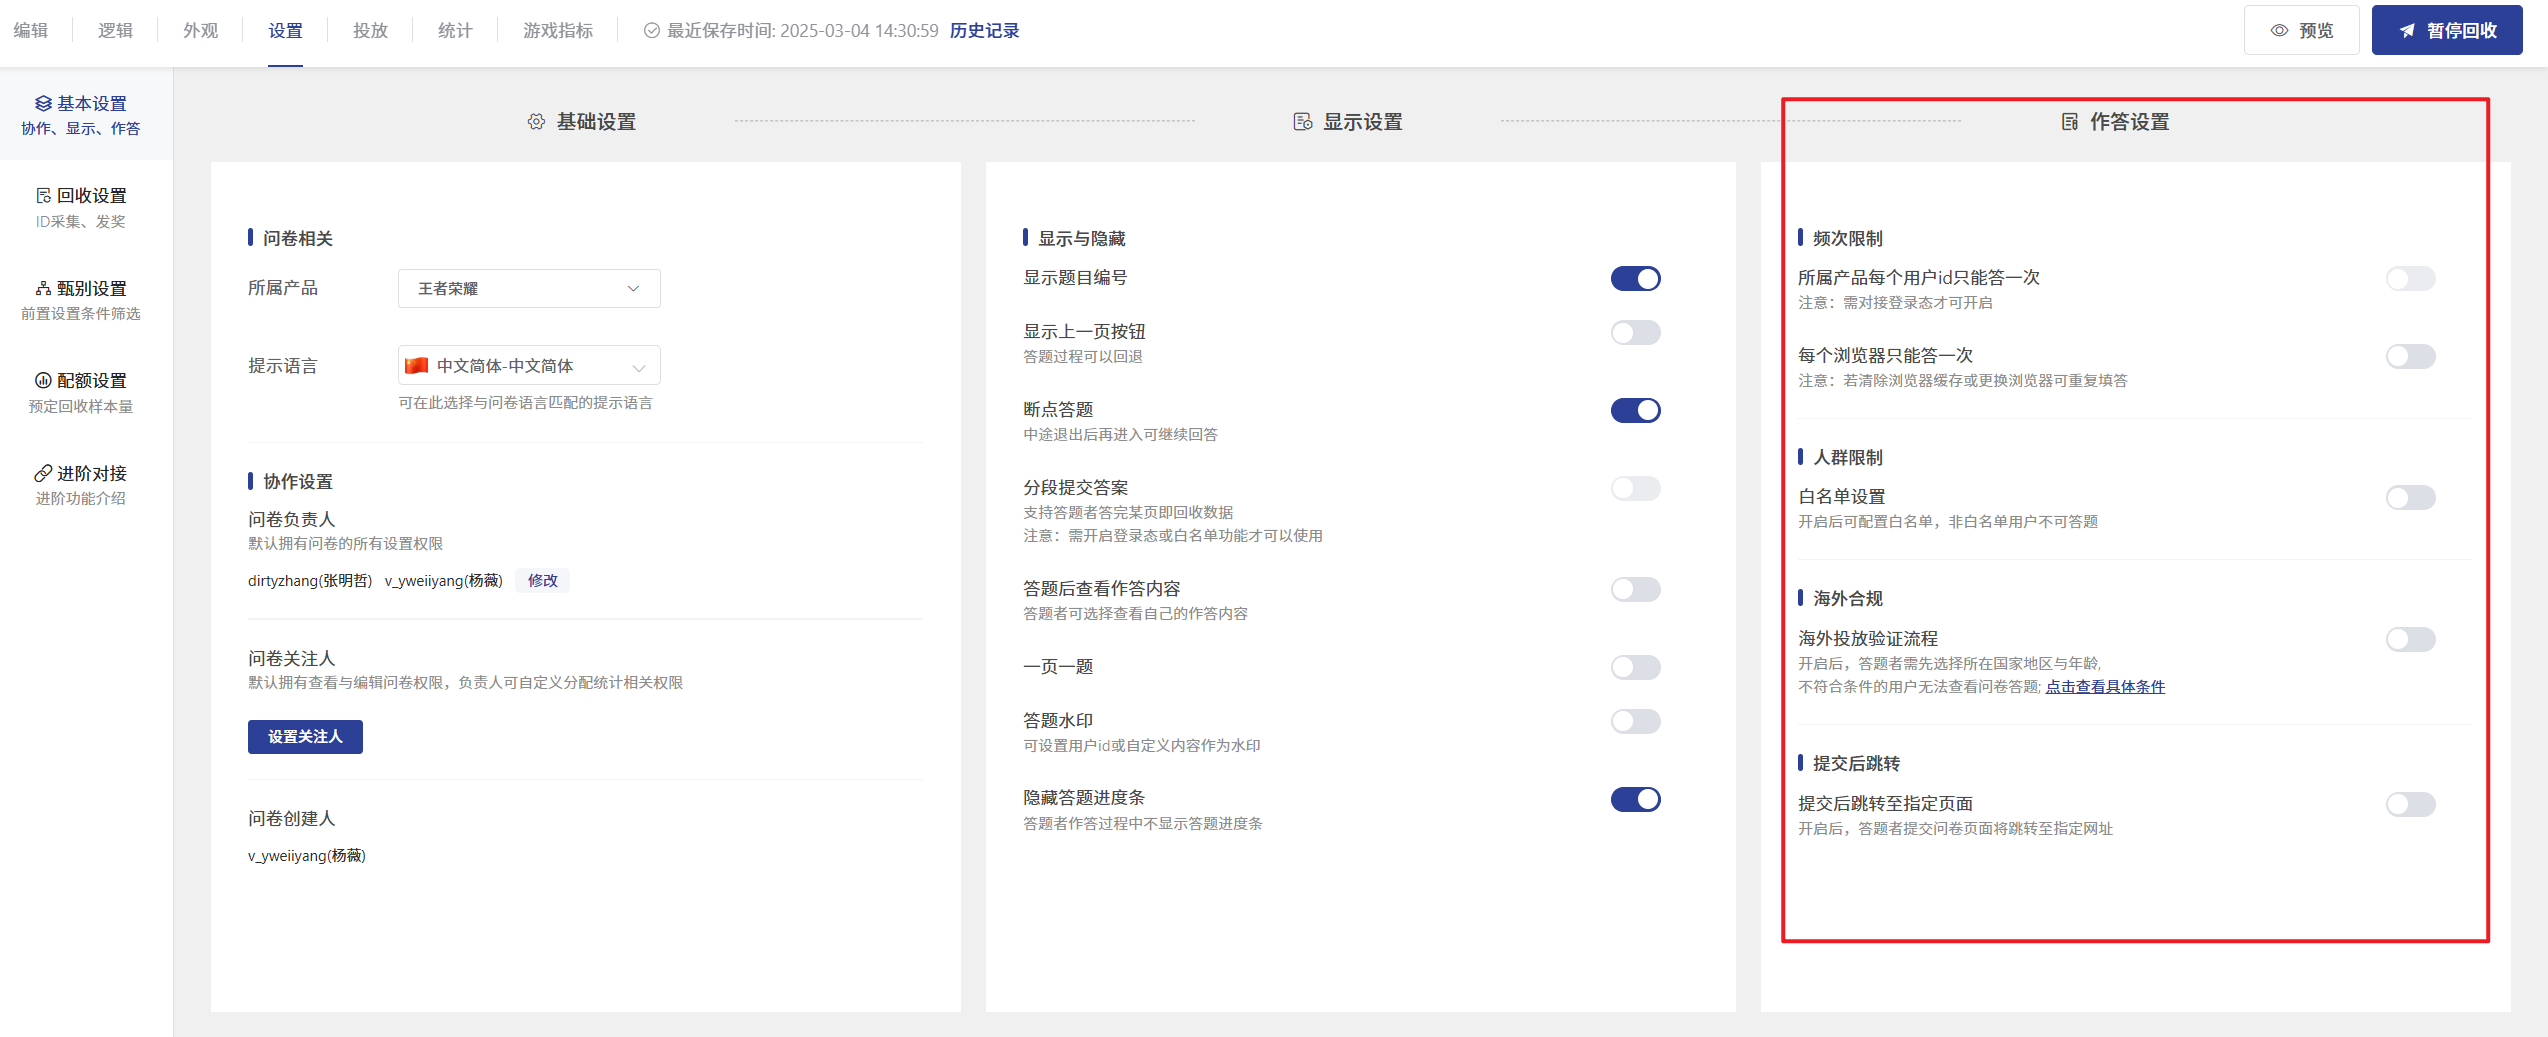 编辑
逻辑
外观
设置
投放
统计
游戏指标
最近保存时间: 2025-03-04 14:30:59 历史记录
预览
暂停回收
基本设置
协作、显示、作答
回收设置
ID采集、发奖
甄别设置
前置设置条件筛选
配额设置
预定回收样本量
进阶对接
进阶功能介绍
基础设置
问卷相关
所属产品
王者荣耀
提示语言
中文简体-中文简体
可在此选择与问卷语言匹配的提示语言
协作设置
问卷负责人
默认拥有问卷的所有设置权限
dirtyzhang(张明哲) v_yweiiyang(杨薇) 修改
问卷关注人
默认拥有查看与编辑问卷权限，负责人可自定义分配统计相关权限
设置关注人
问卷创建人
v_yweiiyang(杨薇)
显示设置
显示与隐藏
显示题目编号
显示上一页按钮
答题过程可以回退
断点答题
中途退出后再进入可继续回答
分段提交答案
支持答题者答完某页即回收数据
注意：需开启登录态或白名单功能才可以使用
答题后查看作答内容
答题者可选择查看自己的作答内容
一页一题
答题水印
可设置用户id或自定义内容作为水印
隐藏答题进度条
答题者作答过程中不显示答题进度条
作答设置
频次限制
所属产品每个用户id只能答一次
注意：需对接登录态才可开启
每个浏览器只能答一次
注意：若清除浏览器缓存或更换浏览器可重复填答
人群限制
白名单设置
开启后可配置白名单，非白名单用户不可答题
海外合规
海外投放验证流程
开启后，答题者需先选择所在国家地区与年龄,
不符合条件的用户无法查看问卷答题; 点击查看具体条件
提交后跳转
提交后跳转至指定页面
开启后，答题者提交问卷页面将跳转至指定网址